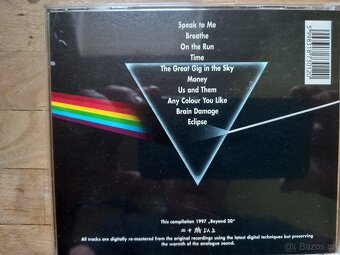 Speak to Me
Breathe
On the Run
Time
The Great Gig in the Sky
Money
Us and Them
Any Colour You Like
Brain Damage
Eclipse
This compilation 1997 „Beyond 20"
All tracks are digitally re-mastered from the original recordings using the latest digital techniques but preserving
the warmth of the analogue sound.